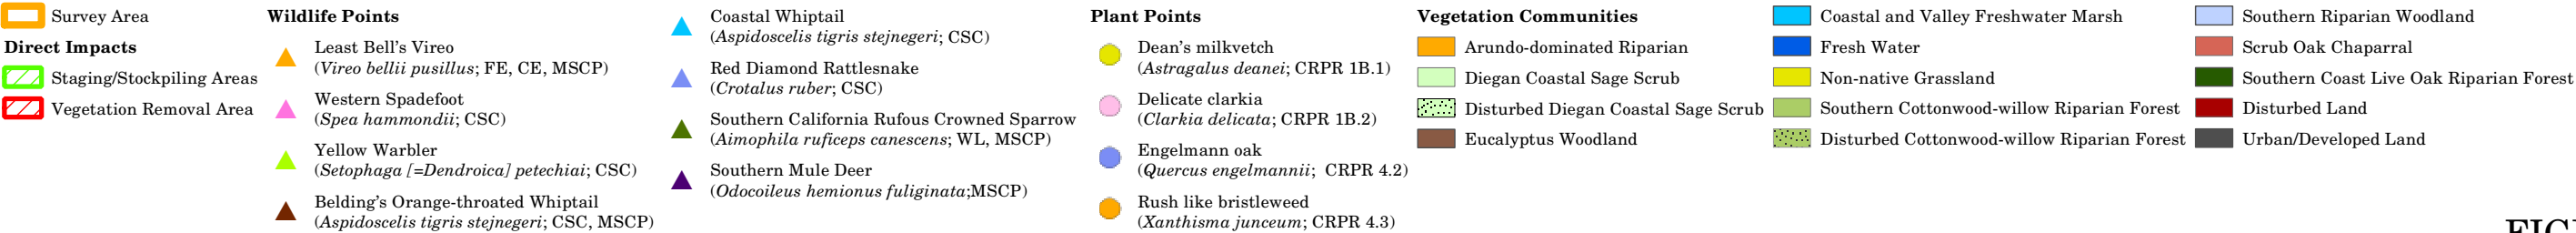 Survey Area
Direct Impacts
Staging/Stockpiling Areas
Vegetation Removal Area
Wildlife Points
Least Bell's Vireo
(Vireo bellii pusillus; FE, CE, MSCP)
Western Spadefoot
(Spea hammondii; CSC)
Yellow Warbler
(Setophaga [=Dendroica] petechiai; CSC)
Belding's Orange-throated Whiptail
(Aspidoscelis tigris stejnegeri; CSC, MSCP)
Coastal Whiptail
(Aspidoscelis tigris stejnegeri; CSC)
Red Diamond Rattlesnake
(Crotalus ruber; CSC)
Southern California Rufous Crowned Sparrow
(Aimophila ruficeps canescens; WL, MSCP)
Southern Mule Deer
(Odocoileus hemionus fuliginata;MSCP)
Plant Points
Dean's milkvetch
(Astragalus deanei; CRPR 1B.1)
Delicate clarkia
(Clarkia delicata; CRPR 1B.2)
Engelmann oak
(Quercus engelmannii; CRPR 4.2)
Rush like bristleweed
(Xanthisma junceum; CRPR 4.3)
Vegetation Communities
Arundo-dominated Riparian
Diegan Coastal Sage Scrub
Disturbed Diegan Coastal Sage Scrub
Eucalyptus Woodland
Coastal and Valley Freshwater Marsh
Fresh Water
Non-native Grassland
Southern Cottonwood-willow Riparian Forest
Disturbed Cottonwood-willow Riparian Forest
Southern Riparian Woodland
Scrub Oak Chaparral
Southern Coast Live Oak Riparian Forest
Disturbed Land
Urban/Developed Land